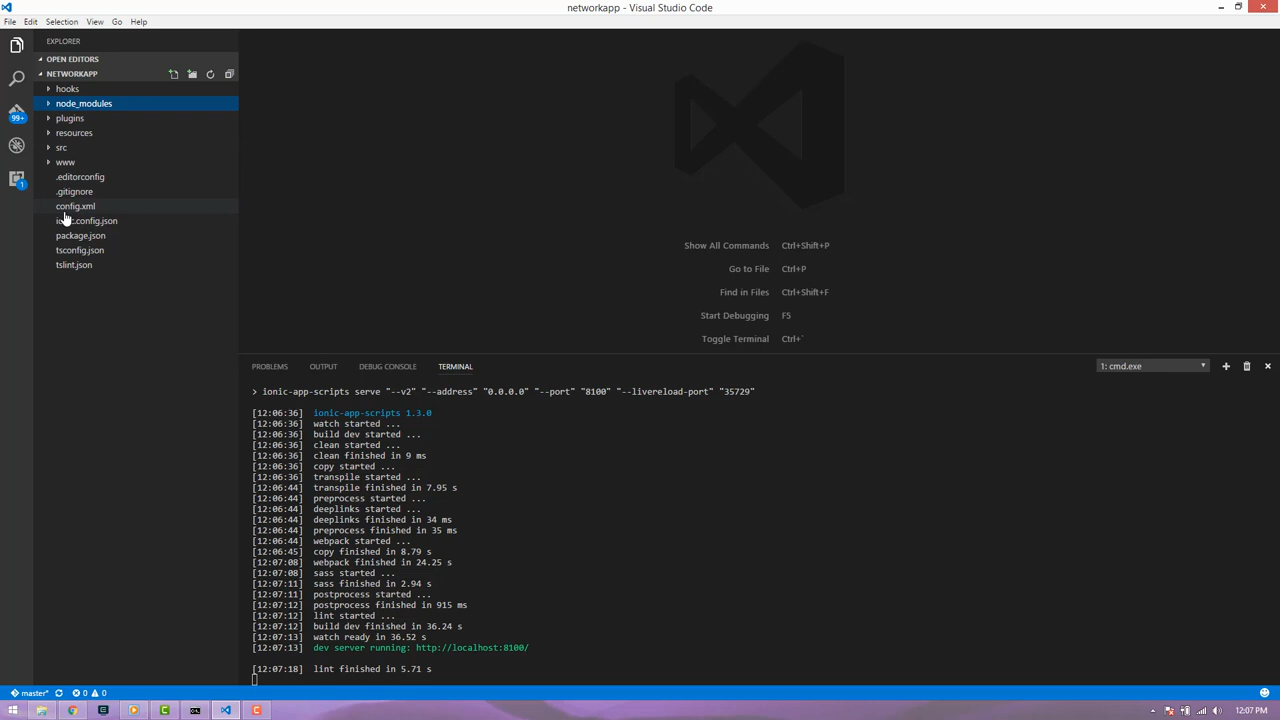 networkapp - Visual Studio Code
File Edit Selection View Go Help
EXPLORER
OPEN EDITORS
NETWORKAPP
hooks
node_modules
99+
plugins
resources
src
www
1
.editorconfig
.gitignore
config.xml
.config.json
package.json
tsconfig.json
tslint.json
Show All Commands Ctrl+Shift+P
Go to File Ctrl+P
Find in Files Ctrl+Shift+F
Start Debugging F5
Toggle Terminal Ctrl+`
PROBLEMS OUTPUT DEBUG CONSOLE TERMINAL 1: cmd.exe
> ionic-app-scripts serve "--v2" "--address" "0.0.0.0" "--port" "8100" "--livereload-port" "35729"
[12:06:36] ionic-app-scripts 1.3.0
[12:06:36] watch started ...
[12:06:36] build dev started ...
[12:06:36] clean started ...
[12:06:36] clean finished in 9 ms
[12:06:36] copy started ...
[12:06:36] transpile started ...
[12:06:44] transpile finished in 7.95 s
[12:06:44] preprocess started ...
[12:06:44] deeplinks started ...
[12:06:44] deeplinks finished in 34 ms
[12:06:44] preprocess finished in 35 ms
[12:06:44] webpack started ...
[12:06:45] copy finished in 8.79 s
[12:07:08] webpack finished in 24.25 s
[12:07:08] sass started ...
[12:07:11] sass finished in 2.94 s
[12:07:11] postprocess started ...
[12:07:12] postprocess finished in 915 ms
[12:07:12] lint started ...
[12:07:12] build dev finished in 36.24 s
[12:07:13] watch ready in 36.52 s
[12:07:13] dev server running: http://localhost:8100/
[12:07:18] lint finished in 5.71 s
master* 0 0
12:07 PM